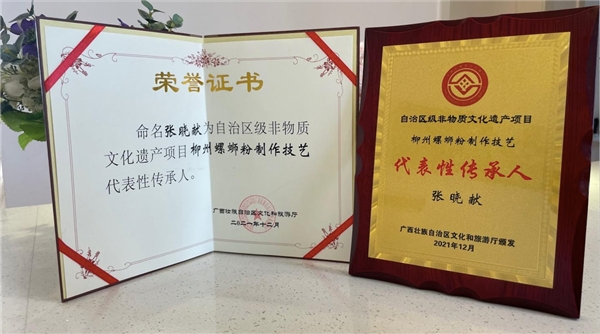 荣誉证书
命名张晓献为自治区级非物质
文化遗产项目柳州螺蛳粉制作技艺
代表性传承人。
广西壮族自治区文化和旅游厅
二〇二一年十二月
自治区级非物质文化遗产项目
柳州螺蛳粉制作技艺
代表性传承人
张晓献
广西壮族自治区文化和旅游厅颁发
2021年12月